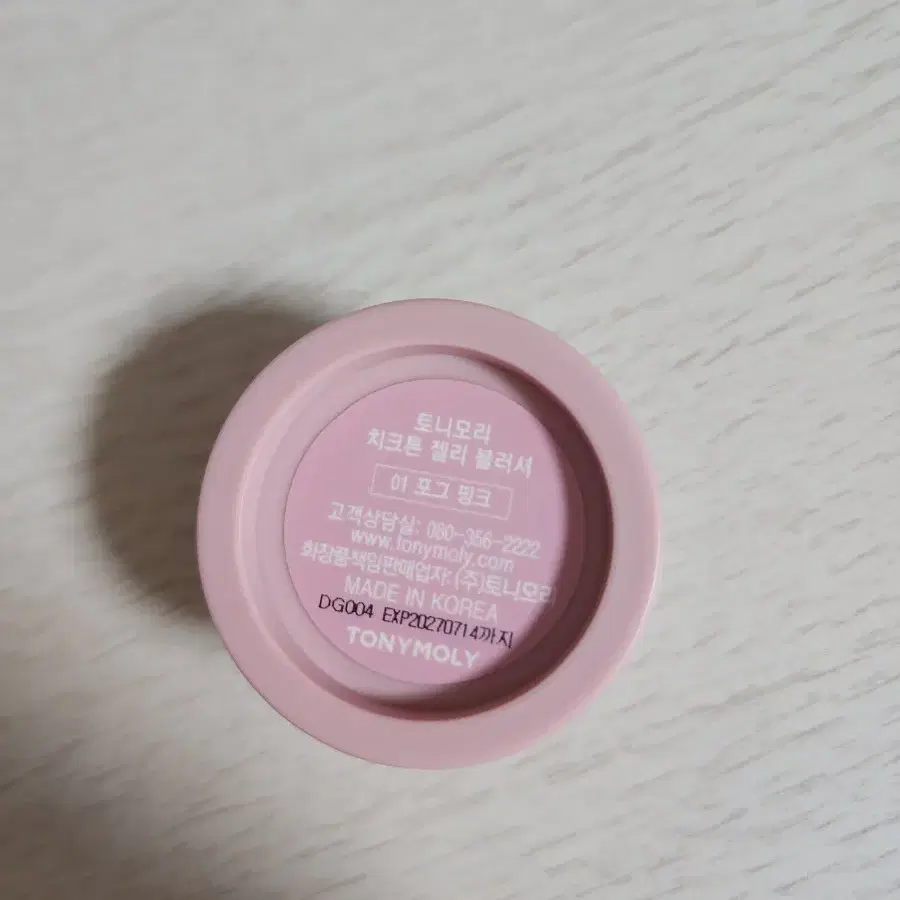 토니모리
치크톤 젤리 블러셔
01 포그 핑크
고객상담실: 080-356-2222
www.tonymoly.com
화장품책임판매업자 (주)토니모리
MADE IN KOREA
DG004 EXP20270714까지
TONYMOLY